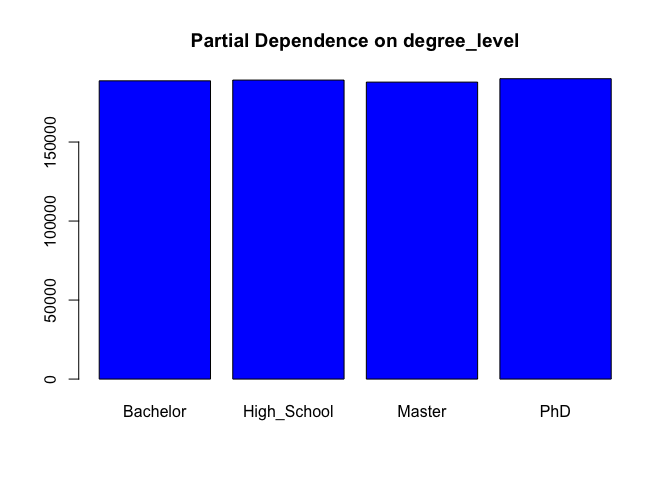 Partial Dependence on degree_level
150000
100000
50000
0
Bachelor High_School Master PhD